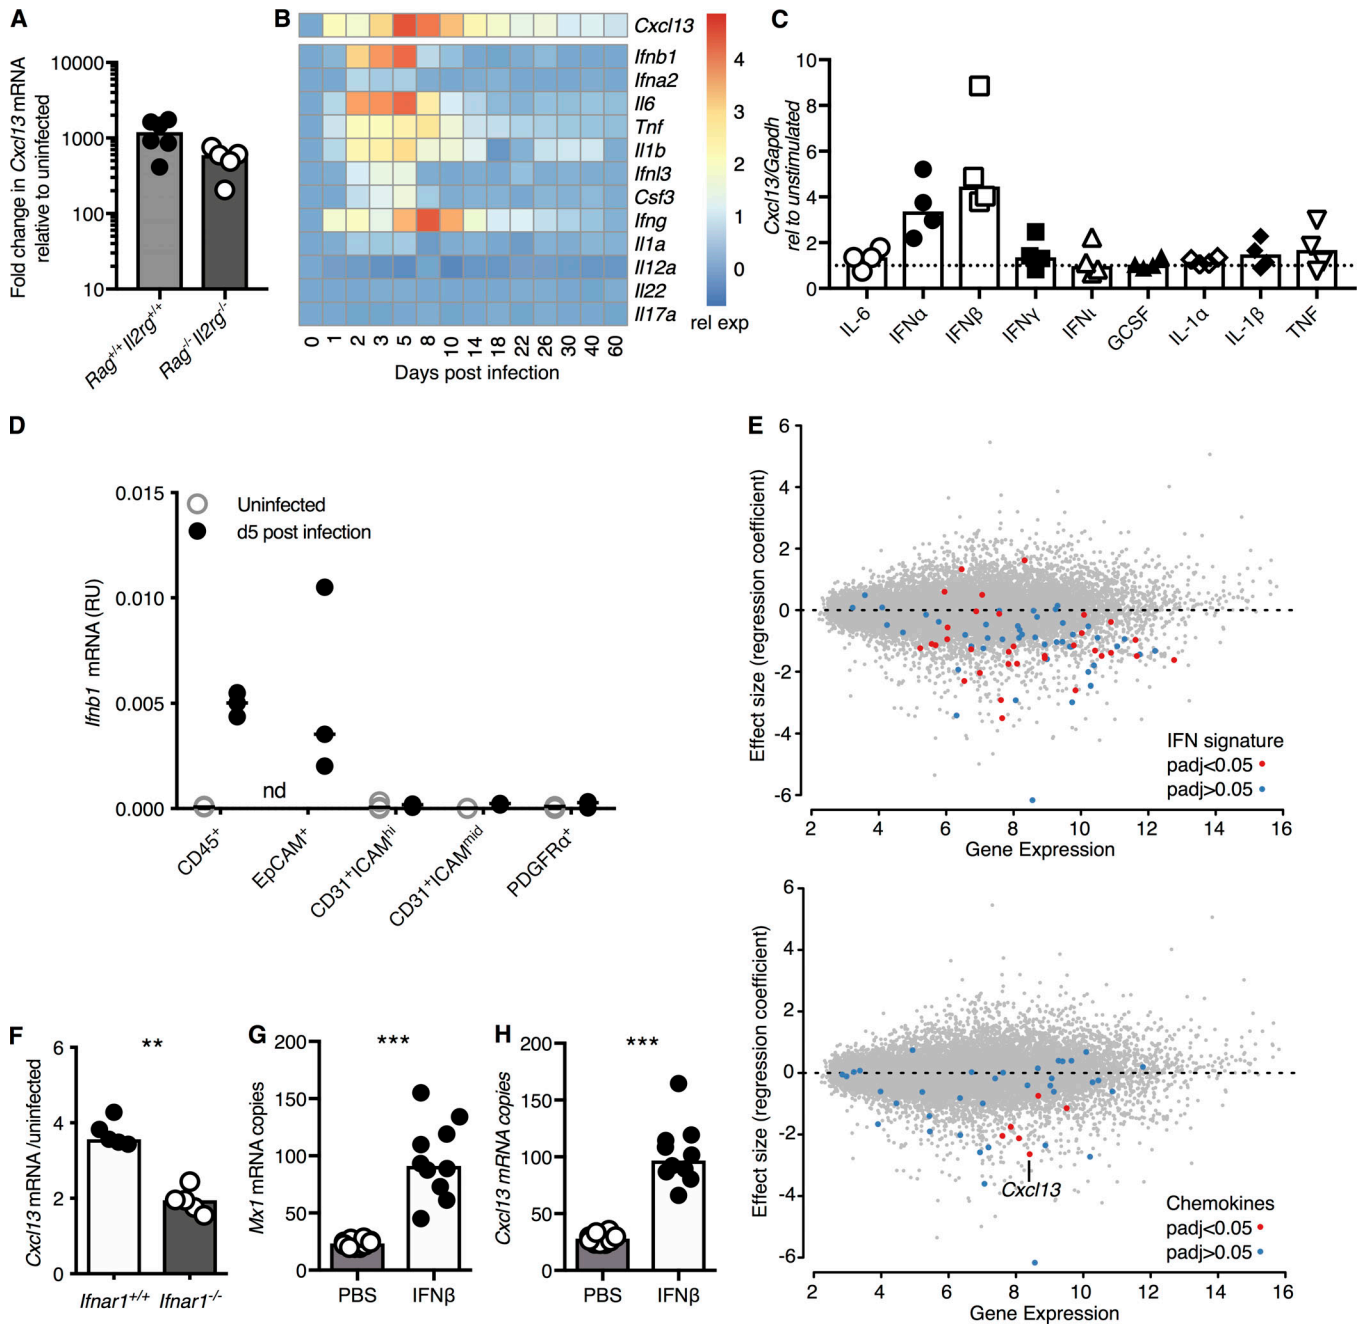 A
Fold change in Cxcl13 mRNA
relative to uninfected
10000
1000
100
10
Rag+/+ Il2rg+/+
Rag-/- Il2rg-/-
B
Cxcl13
Ifnb1
Ifna2
Il6
Tnf
Il1b
Ifnl3
Csf3
Ifng
Il1a
Il12a
Il22
Il17a
0 1 2 3 5 8 10 14 18 22 26 30 40 60
Days post infection
4
3
2
1
0
rel exp
C
Cxcl13/Gapdh
rel to unstimulated
10
8
6
4
2
0
IL-6 IFNα IFNβ IFNγ IFNι GCSF IL-1α IL-1β TNF
D
Ifnb1 mRNA (RU)
0.015
0.010
0.005
0.000
Uninfected
d5 post infection
nd
CD45+
EpCAM+
CD31+ICAMhi
CD31+ICAMmid
PDGFRα+
E
Effect size (regression coefficient)
6
4
2
0
-2
-4
-6
IFN signature
padj<0.05
padj>0.05
2 4 6 8 10 12 14 16
Gene Expression
Effect size (regression coefficient)
6
4
2
0
-2
-4
-6
Cxcl13
Chemokines
padj<0.05
padj>0.05
2 4 6 8 10 12 14 16
Gene Expression
F
Cxcl13 mRNA /uninfected
6
4
2
0
**
Ifnar1+/+ Ifnar1-/-
G
Mx1 mRNA copies
200
150
100
50
0
***
PBS IFNβ
H
Cxcl13 mRNA copies
200
150
100
50
0
***
PBS IFNβ